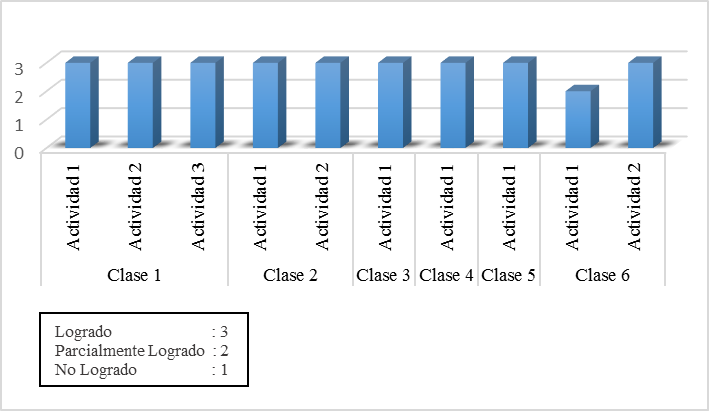 3
2
1
0
Actividad 1
Actividad 2
Actividad 3
Actividad 1
Actividad 2
Actividad 1
Actividad 1
Actividad 1
Actividad 1
Actividad 2
Clase 1
Clase 2
Clase 3
Clase 4
Clase 5
Clase 6
Logrado : 3
Parcialmente Logrado : 2
No Logrado : 1